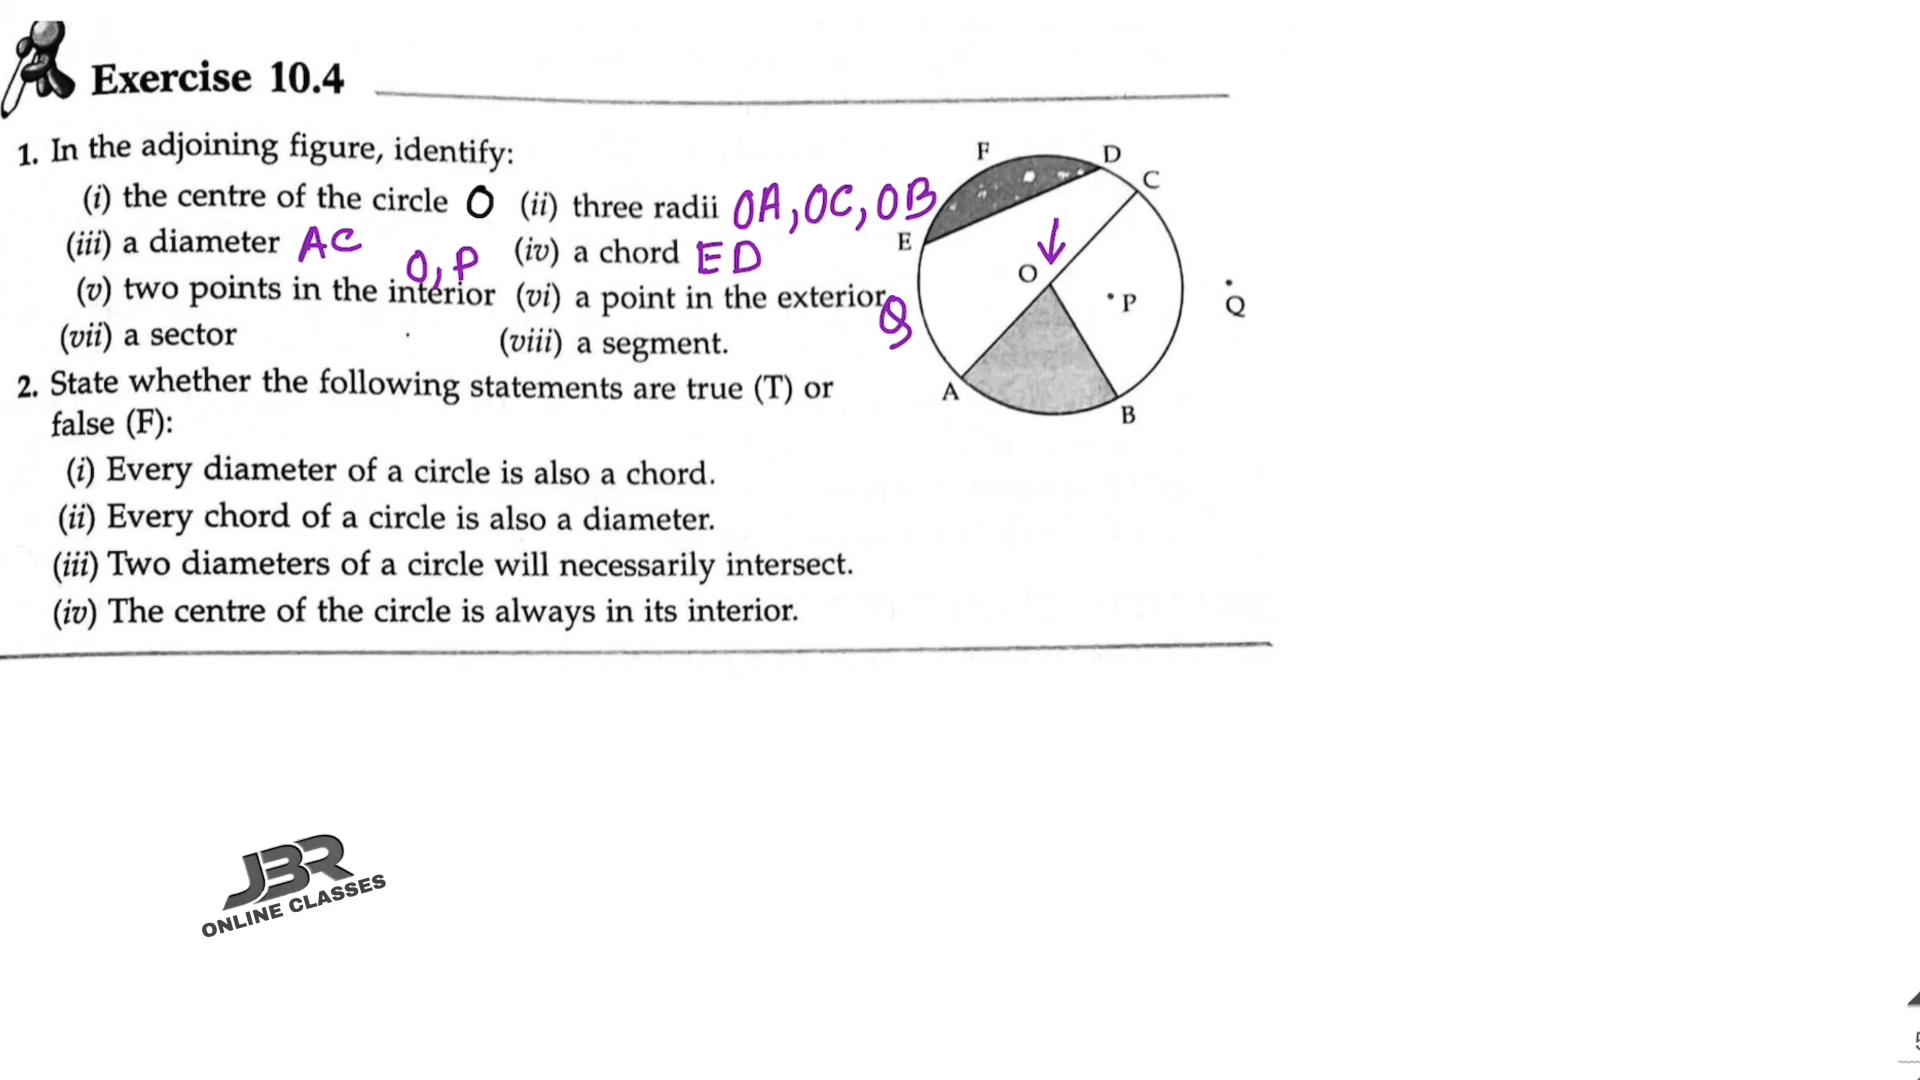 Exercise 10.4
1. In the adjoining figure, identify:
(i) the centre of the circle O (ii) three radii OA, OC, OB
(iii) a diameter AC (iv) a chord ED
(v) two points in the interior O, P (vi) a point in the exterior Q
(vii) a sector (viii) a segment.
2. State whether the following statements are true (T) or
false (F):
(i) Every diameter of a circle is also a chord.
(ii) Every chord of a circle is also a diameter.
(iii) Two diameters of a circle will necessarily intersect.
(iv) The centre of the circle is always in its interior.
F D
C
E
O
P Q
A
B
JBR
ONLINE CLASSES